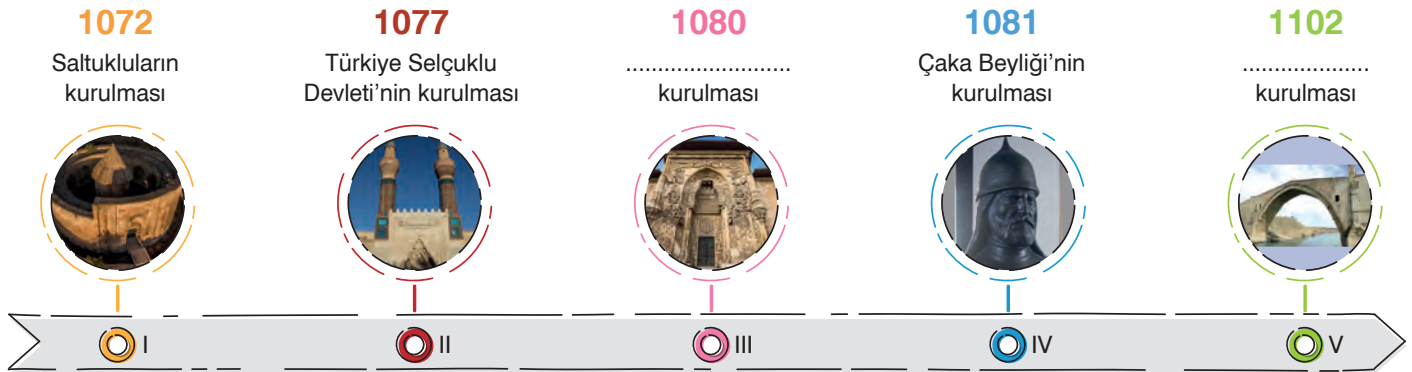 1072
Saltukluların
kurulması
1077
Türkiye Selçuklu
Devleti’nin kurulması
1080
..........................
kurulması
1081
Çaka Beyliği’nin
kurulması
1102
....................
kurulması
I
II
III
IV
V